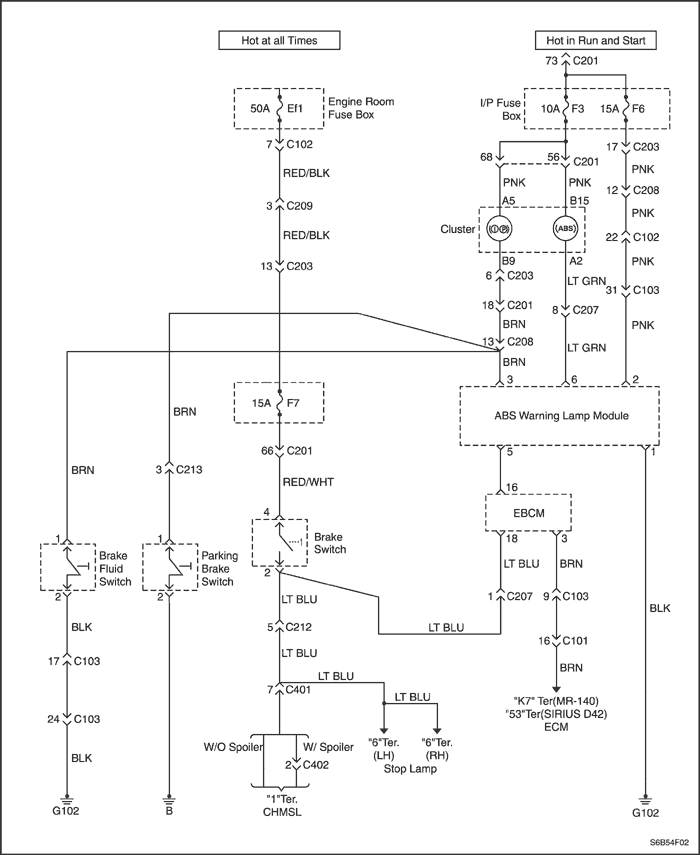 Hot at all Times
Hot in Run and Start
73 C201
50A Ef1
Engine Room
Fuse Box
I/P Fuse
Box
10A F3
15A F6
7 C102
17 C203
68
56
C201
RED/BLK
PNK
PNK
PNK
12 C208
3 C209
A5
B15
PNK
Cluster
(ABS)
RED/BLK
22 C102
B9
A2
13 C203
6 C203
LT GRN
PNK
31 C103
18 C201
8 C207
BRN
PNK
13 C208
LT GRN
BRN
3
6
2
15A F7
BRN
ABS Warning Lamp Module
66 C201
5
1
BRN
3 C213
RED/WHT
16
4
EBCM
1
1
Brake
Switch
18
3
Brake
Fluid
Switch
Parking
Brake
Switch
2
LT BLU
BRN
2
2
LT BLU
1 C207
9 C103
BLK
BLK
5 C212
LT BLU
16 C101
LT BLU
17 C103
BRN
LT BLU
7 C401
LT BLU
"K7" Ter(MR-140)
"53"Ter(SIRIUS D42)
ECM
24 C103
W/O Spoiler
W/ Spoiler
"6"Ter.
(LH)
"6"Ter.
(RH)
Stop Lamp
BLK
2 C402
"1"Ter.
CHMSL
G102
B
G102
S6B54F02